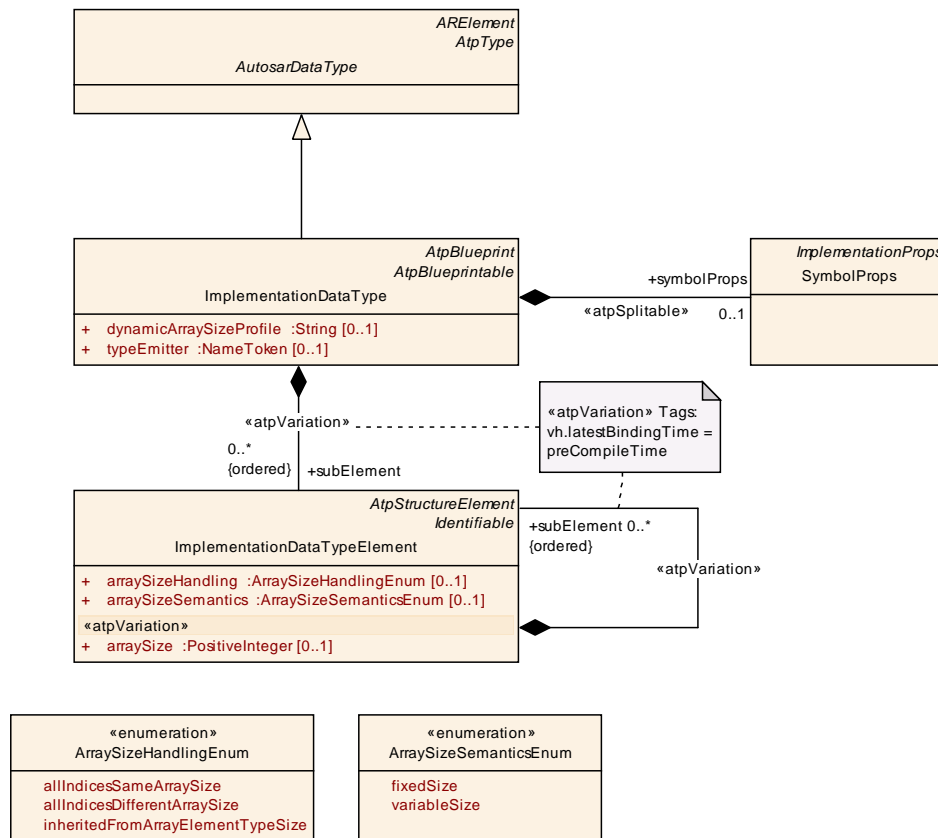 ARElement
AtpType
AutosarDataType
AtpBlueprint
AtpBlueprintable
ImplementationDataType
+ dynamicArraySizeProfile :String [0..1]
+ typeEmitter :NameToken [0..1]
+symbolProps
«atpSplitable»
0..1
ImplementationProps
SymbolProps
«atpVariation»
0..*
{ordered}
+subElement
«atpVariation» Tags:
vh.latestBindingTime =
preCompileTime
AtpStructureElement
Identifiable
ImplementationDataTypeElement
+ arraySizeHandling :ArraySizeHandlingEnum [0..1]
+ arraySizeSemantics :ArraySizeSemanticsEnum [0..1]
«atpVariation»
+ arraySize :PositiveInteger [0..1]
+subElement 0..*
{ordered}
«atpVariation»
«enumeration»
ArraySizeHandlingEnum
allIndicesSameArraySize
allIndicesDifferentArraySize
inheritedFromArrayElementTypeSize
«enumeration»
ArraySizeSemanticsEnum
fixedSize
variableSize